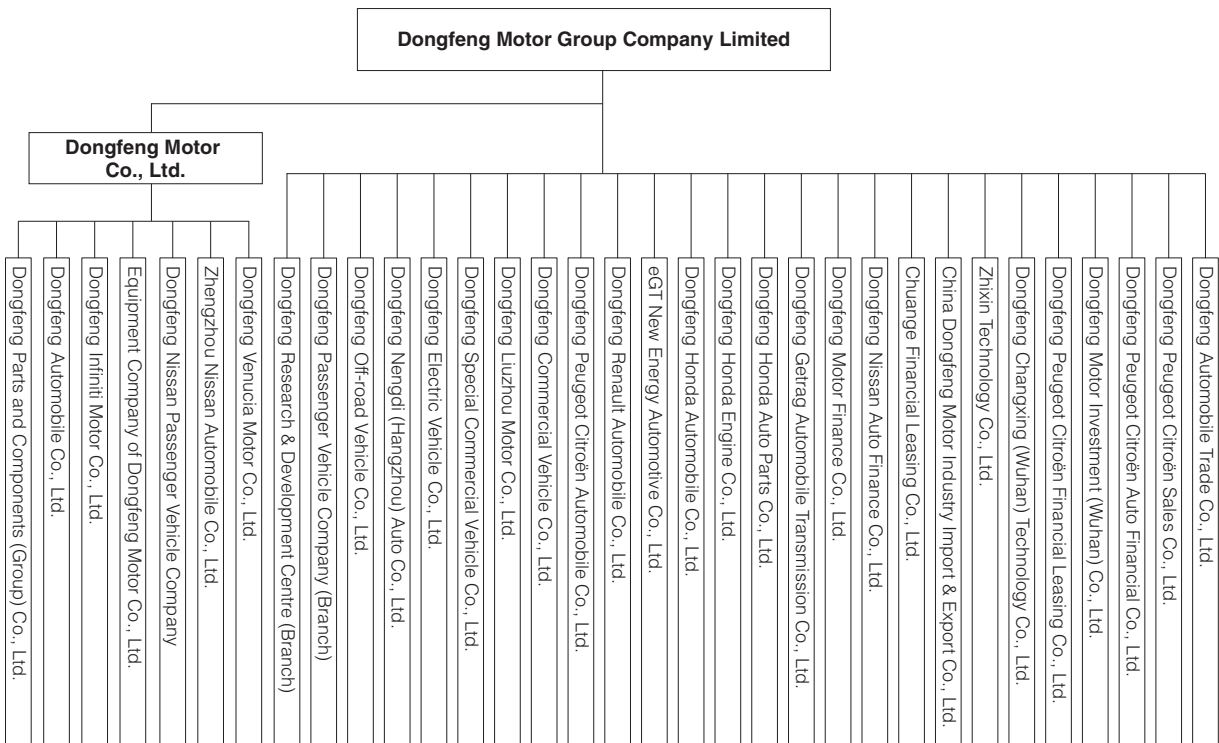 Dongfeng Motor Group Company Limited
Dongfeng Motor
Co., Ltd.
Dongfeng Parts and Components (Group) Co., Ltd.
Dongfeng Automobile Co., Ltd.
Dongfeng Infiniti Motor Co., Ltd.
Equipment Company of Dongfeng Motor Co., Ltd.
Dongfeng Nissan Passenger Vehicle Company
Zhengzhou Nissan Automobile Co., Ltd.
Dongfeng Venucia Motor Co., Ltd.
Dongfeng Research & Development Centre (Branch)
Dongfeng Passenger Vehicle Company (Branch)
Dongfeng Off-road Vehicle Co., Ltd.
Dongfeng Nengdi (Hangzhou) Auto Co., Ltd.
Dongfeng Electric Vehicle Co., Ltd.
Dongfeng Special Commercial Vehicle Co., Ltd.
Dongfeng Liuzhou Motor Co., Ltd.
Dongfeng Commercial Vehicle Co., Ltd.
Dongfeng Peugeot Citroën Automobile Co., Ltd.
Dongfeng Renault Automobile Co., Ltd.
eGT New Energy Automotive Co., Ltd.
Dongfeng Honda Automobile Co., Ltd.
Dongfeng Honda Engine Co., Ltd.
Dongfeng Honda Auto Parts Co., Ltd.
Dongfeng Getrag Automobile Transmission Co., Ltd.
Dongfeng Motor Finance Co., Ltd.
Dongfeng Nissan Auto Finance Co., Ltd.
Chuange Financial Leasing Co., Ltd.
China Dongfeng Motor Industry Import & Export Co., Ltd.
Zhixin Technology Co., Ltd.
Dongfeng Changxing (Wuhan) Technology Co., Ltd.
Dongfeng Peugeot Citroën Financial Leasing Co., Ltd.
Dongfeng Motor Investment (Wuhan) Co., Ltd.
Dongfeng Peugeot Citroën Auto Financial Co., Ltd.
Dongfeng Peugeot Citroën Sales Co., Ltd.
Dongfeng Automobile Trade Co., Ltd.